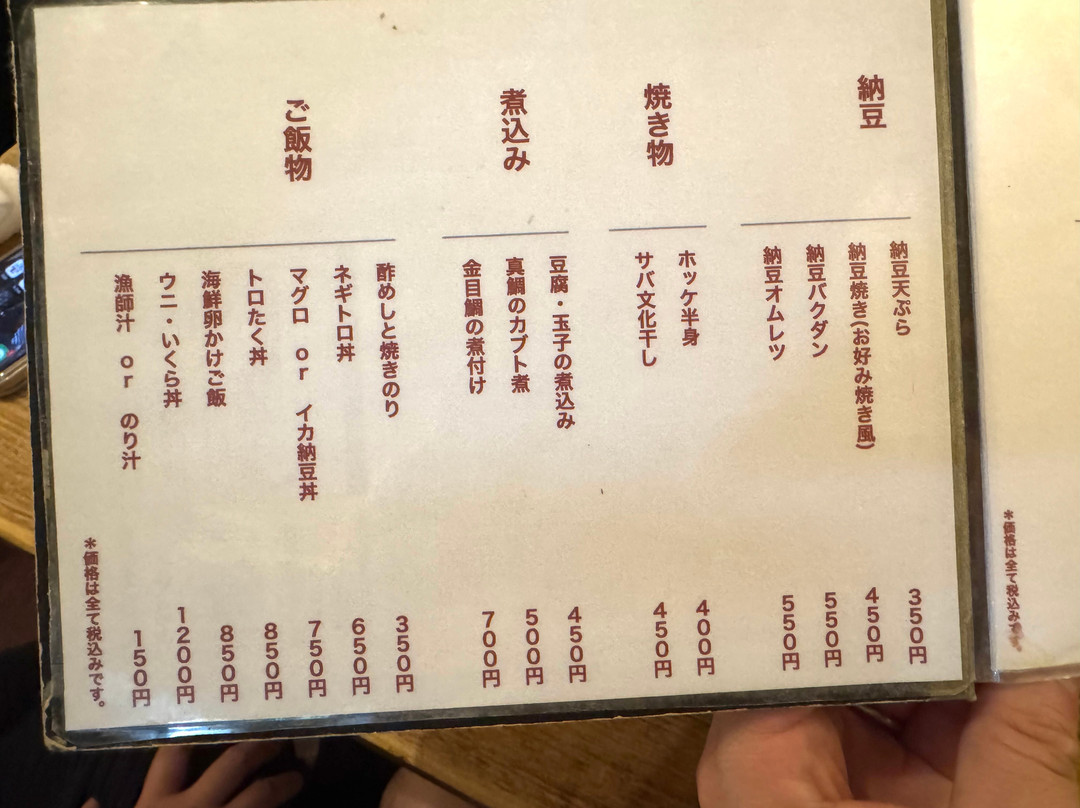 *価格は全て税込みです。
納豆
納豆天ぷら 350円
納豆焼き(お好み焼き風) 450円
納豆バクダン 550円
納豆オムレツ 550円
焼き物
ホッケ半身 400円
サバ文化干し 450円
煮込み
豆腐・玉子の煮込み 450円
真鯛のカブト煮 500円
金目鯛の煮付け 700円
ご飯物
酢めしと焼きのり 350円
ネギトロ丼 650円
マグロ or イカ納豆丼 750円
トロたく丼 850円
海鮮卵かけご飯 850円
ウニ・いくら丼 1200円
漁師汁 or のり汁 150円
*価格は全て税込みです。